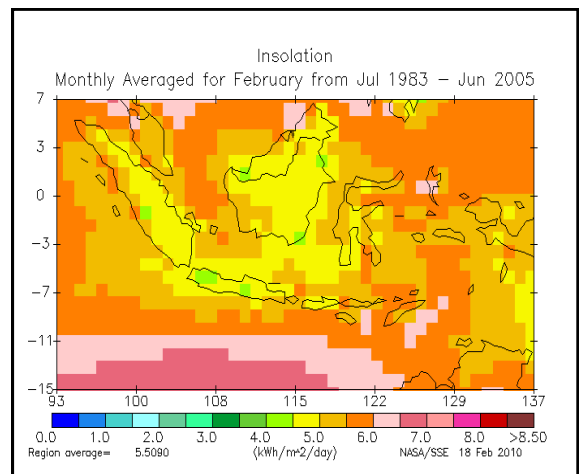 Insolation
Monthly Averaged for February from Jul 1983 – Jun 2005
7
3
0
−3
−7
−11
−15
93 100 108 115 122 129 137
0.0 1.0 2.0 3.0 4.0 5.0 6.0 7.0 8.0 >8.50
Region average= 5.5090 (kWh/m^2/day) NASA/SSE 18 Feb 2010